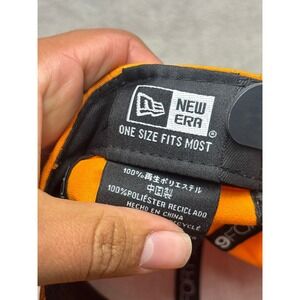 NEW ERA®
ONE SIZE FITS MOST
100%再生ポリエステル
中国製
100%POLIÉSTER RECICLADO
HECHO EN CHINA
9FO